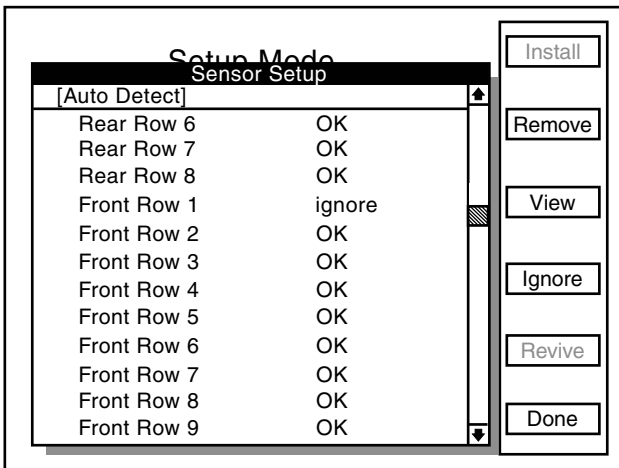 Setup Mode
Sensor Setup
[Auto Detect]
Rear Row 6 OK
Rear Row 7 OK
Rear Row 8 OK
Front Row 1 ignore
Front Row 2 OK
Front Row 3 OK
Front Row 4 OK
Front Row 5 OK
Front Row 6 OK
Front Row 7 OK
Front Row 8 OK
Front Row 9 OK
Install
Remove
View
Ignore
Revive
Done